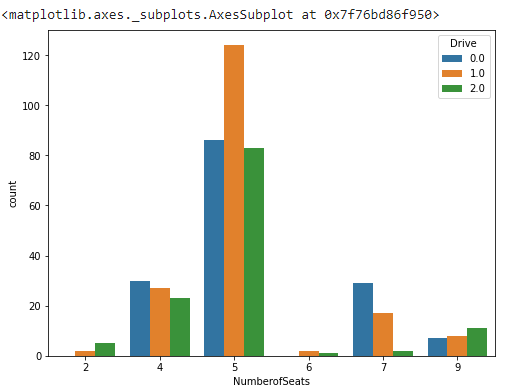 <matplotlib.axes._subplots.AxesSubplot at 0x7f76bd86f950>
Drive
0.0
1.0
2.0
120
100
80
60
40
20
0
count
2 4 5 6 7 9
NumberofSeats